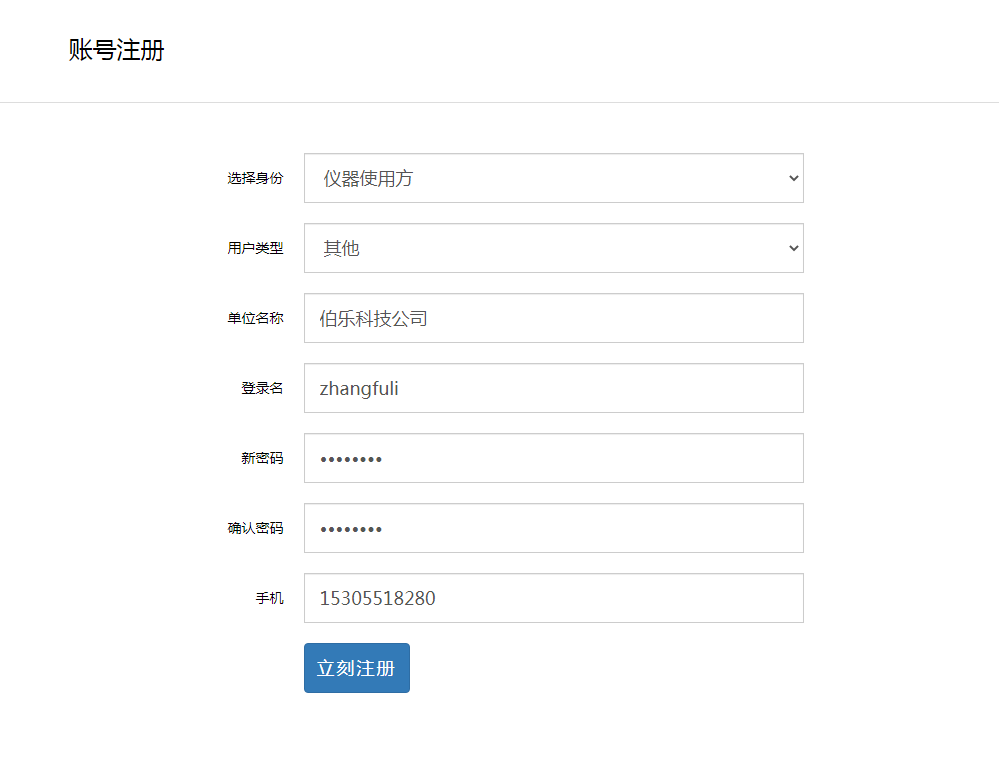 账号注册
选择身份 仪器使用方
用户类型 其他
单位名称 伯乐科技公司
登录名 zhangfuli
新密码 ••••••••
确认密码 ••••••••
手机 15305518280
立刻注册